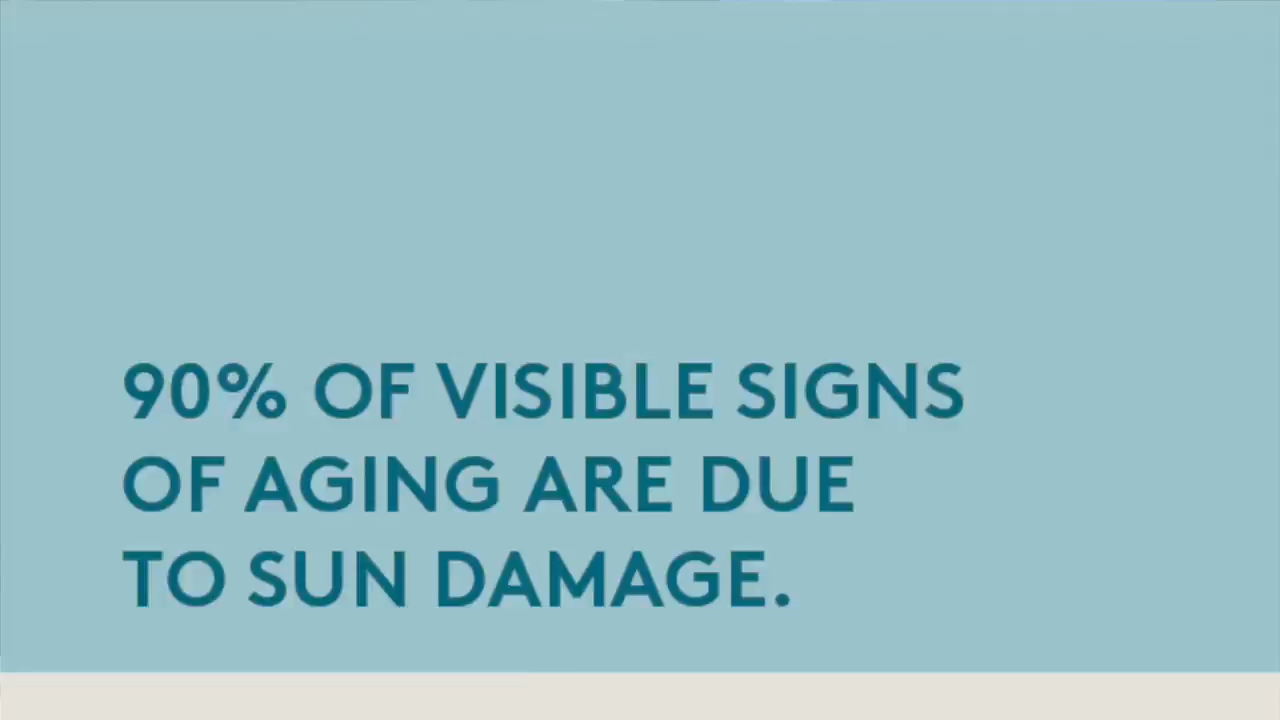 90% OF VISIBLE SIGNS
OF AGING ARE DUE
TO SUN DAMAGE.